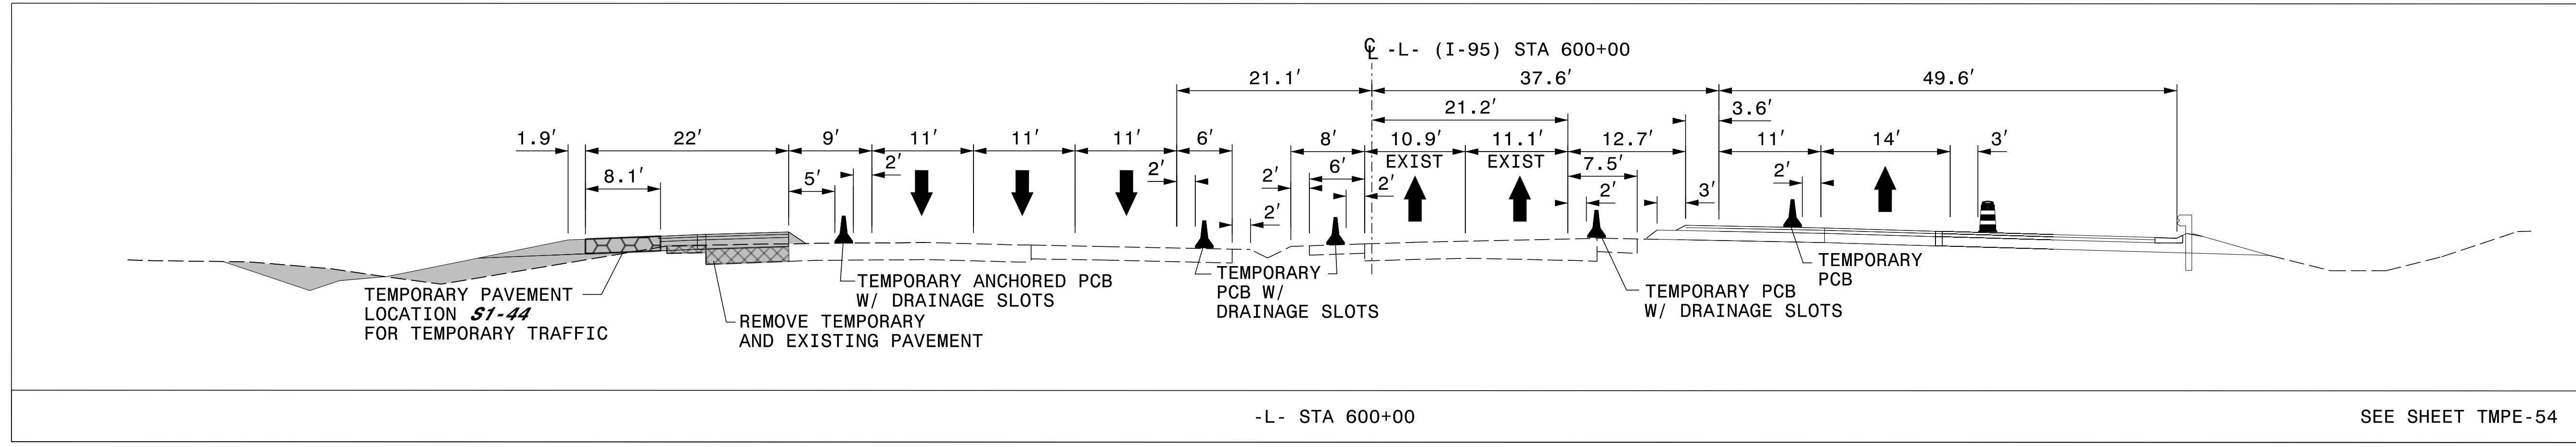 ℄ -L- (I-95) STA 600+00
21.1′ 37.6′ 49.6′
21.2′ 3.6′
1.9′ 22′ 9′ 11′ 11′ 11′ 6′ 8′ 10.9′ 11.1′ 12.7′ 11′ 14′ 3′
EXIST EXIST
8.1′ 5′ 2′ 2′ 2′ 6′ 2′ 7.5′ 2′ 3′ 2′
2′
TEMPORARY PAVEMENT
LOCATION S1-44
FOR TEMPORARY TRAFFIC
REMOVE TEMPORARY
AND EXISTING PAVEMENT
TEMPORARY ANCHORED PCB
W/ DRAINAGE SLOTS
TEMPORARY
PCB W/
DRAINAGE SLOTS
TEMPORARY PCB
W/ DRAINAGE SLOTS
TEMPORARY
PCB
-L- STA 600+00
SEE SHEET TMPE-54